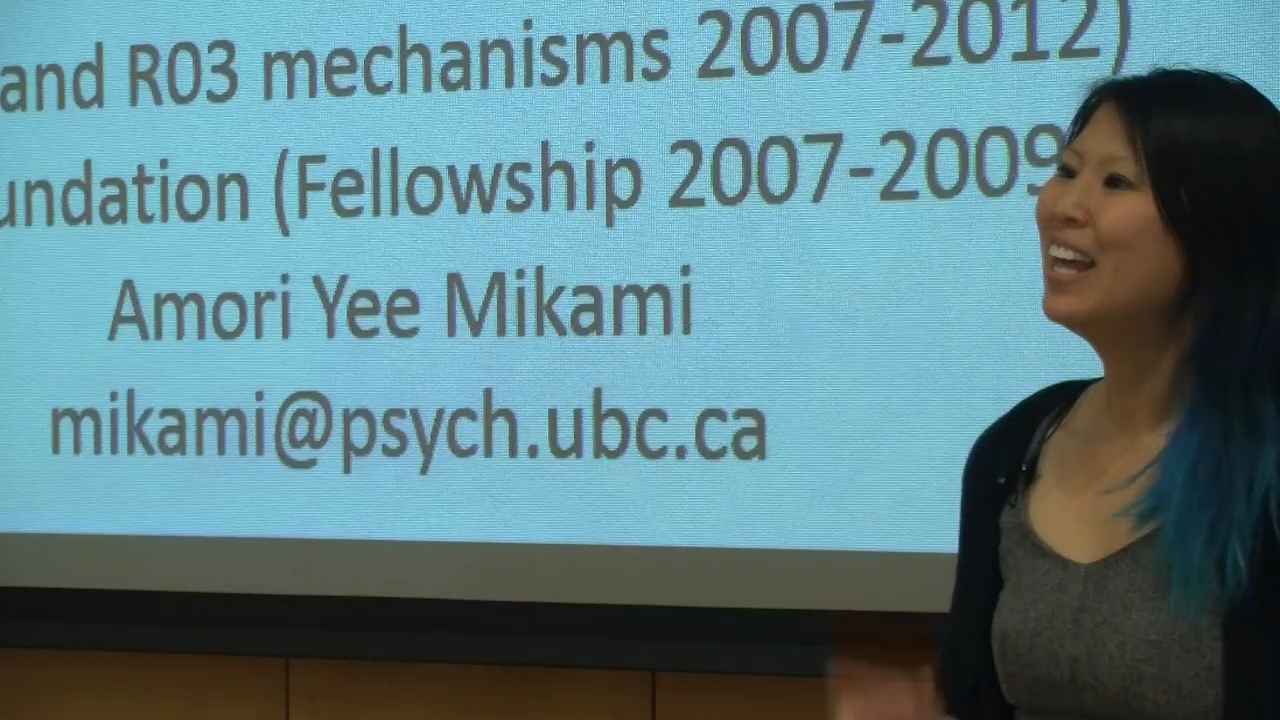 and R03 mechanisms 2007-2012)
undation (Fellowship 2007-2009
Amori Yee Mikami
mikami@psych.ubc.ca